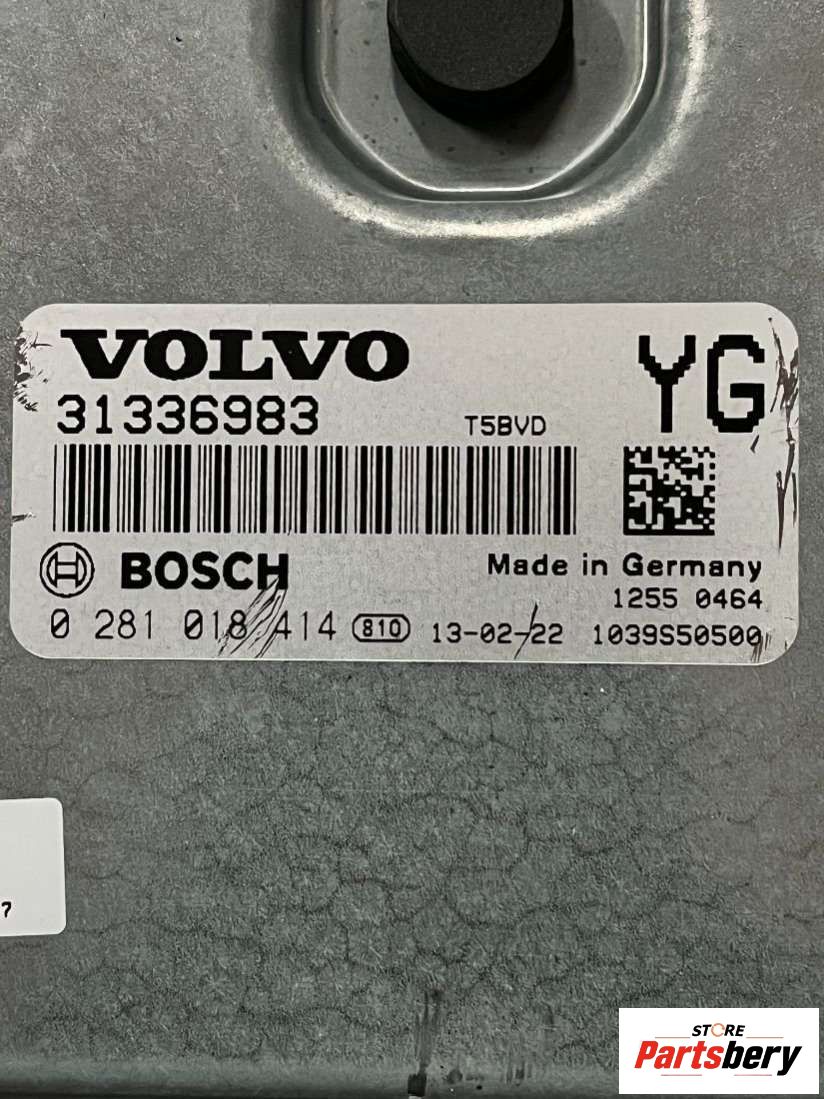 VOLVO
YG
31336983 T5BVD
BOSCH Made in Germany
1255 0464
0 281 018 414 810 13-02-22 1039S50500
?
STORE
Partsbery